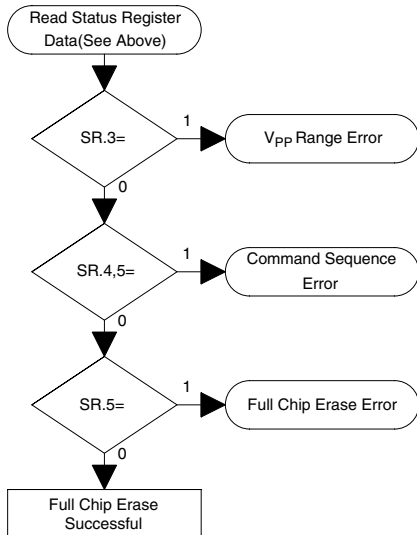 Read Status Register
Data(See Above)
SR.3=
1
VPP Range Error
0
SR.4,5=
1
Command Sequence
Error
0
SR.5=
1
Full Chip Erase Error
0
Full Chip Erase
Successful